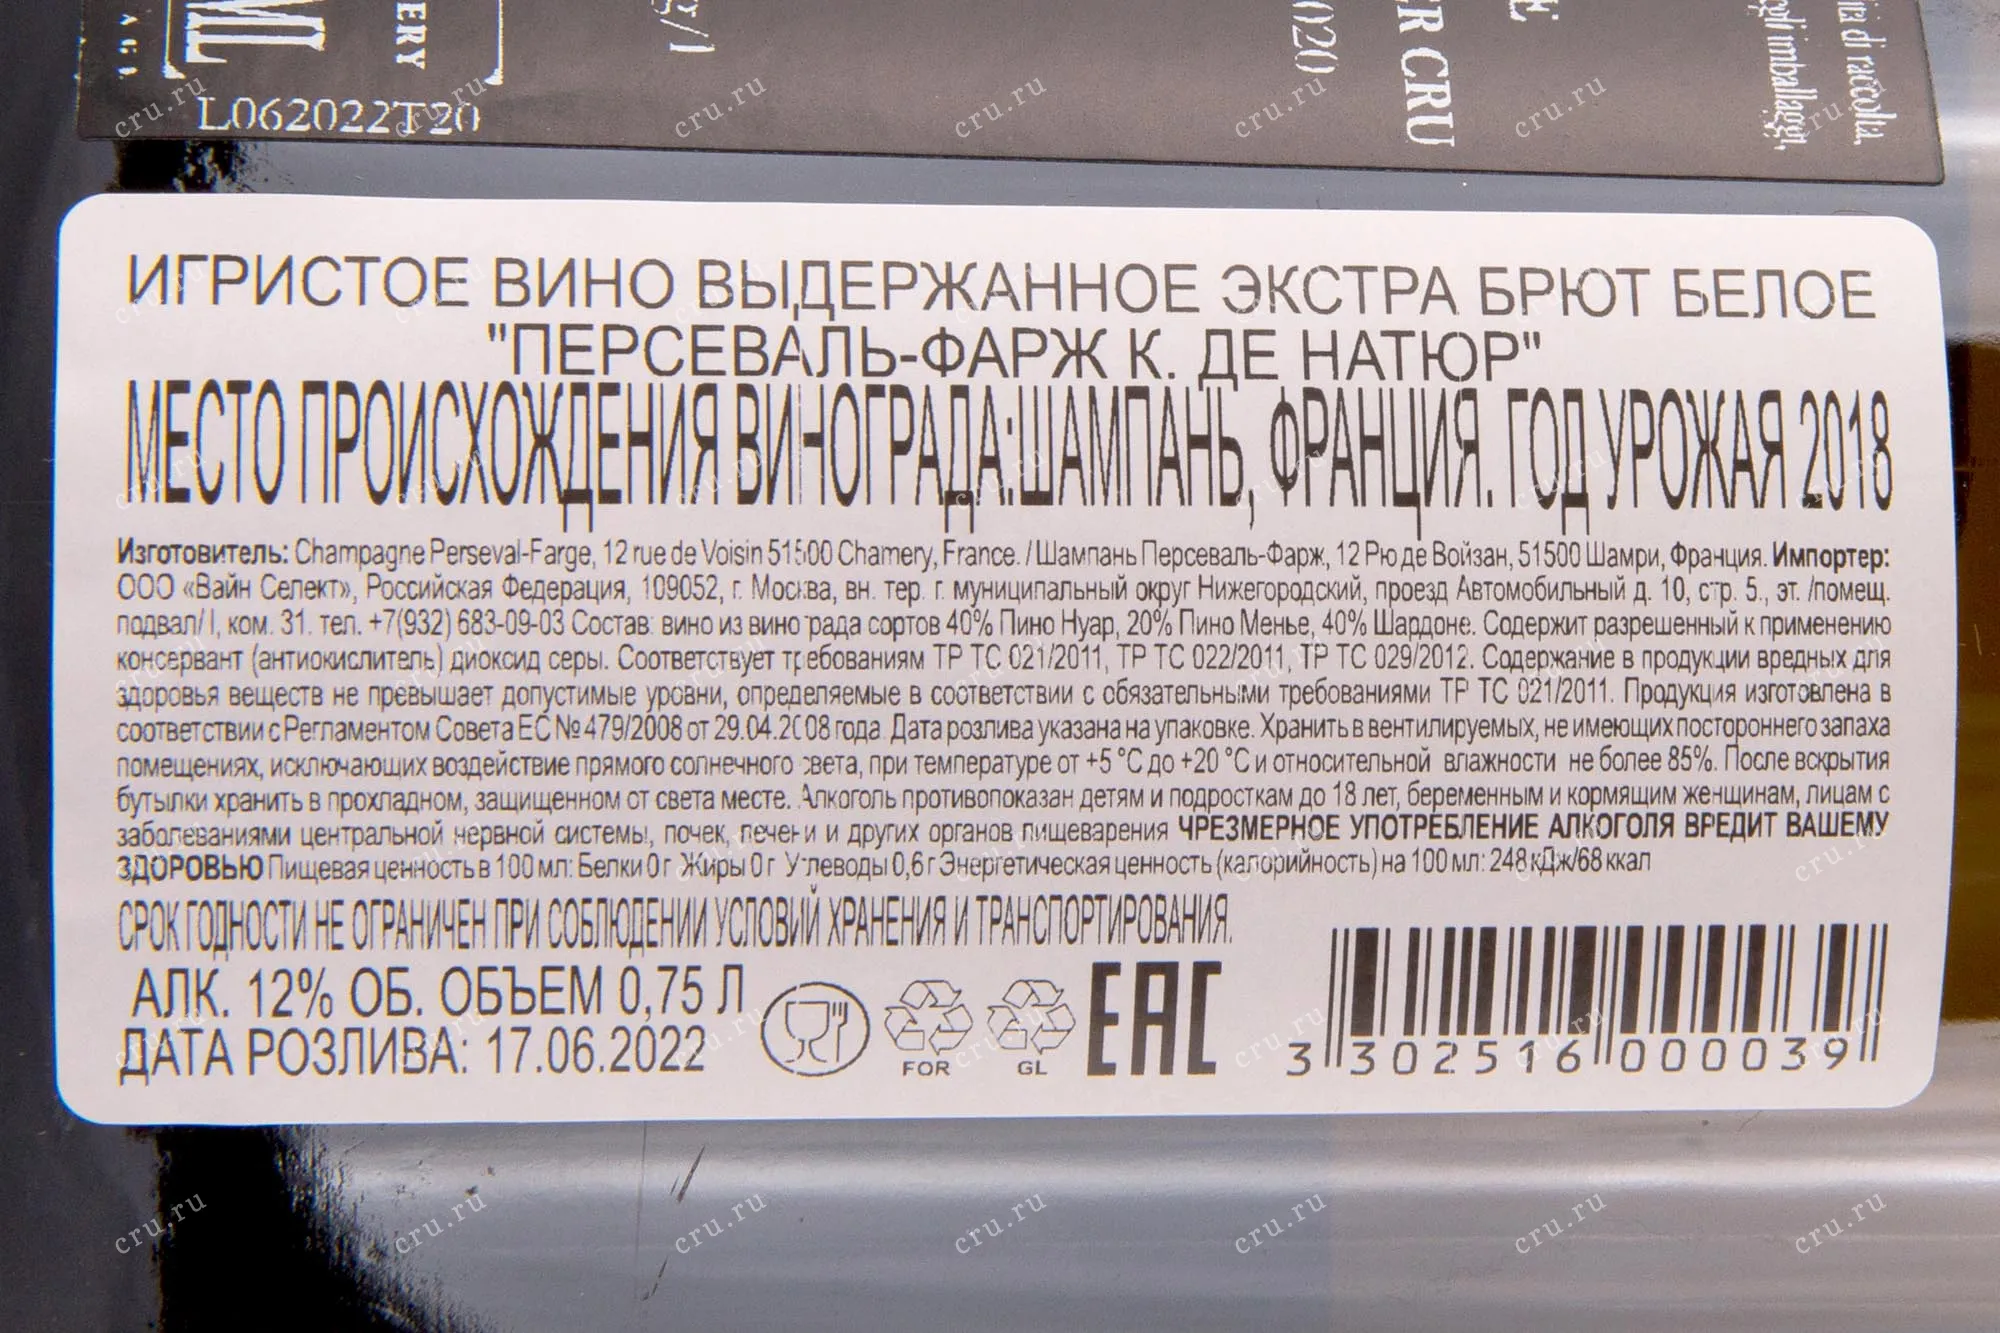 L062022T20
ERY
g/l
020
ER CRU
di raccolta.
imballaggi,
ИГРИСТОЕ ВИНО ВЫДЕРЖАННОЕ ЭКСТРА БРЮТ БЕЛОЕ
"ПЕРСЕВАЛЬ-ФАРЖ К. ДЕ НАТЮР"
МЕСТО ПРОИСХОЖДЕНИЯ ВИНОГРАДА:ШАМПАНЬ, ФРАНЦИЯ. ГОД УРОЖАЯ 2018
Изготовитель: Champagne Perseval-Farge, 12 rue de Voisin 51500 Chamery, France. / Шампань Персеваль-Фарж, 12 Рю де Войзан, 51500 Шамри, Франция. Импортер:
ООО «Вайн Селект», Российская Федерация, 109052, г. Москва, вн. тер. г. муниципальный округ Нижегородский, проезд Автомобильный д. 10, стр. 5., эт. /помещ.
подвал/ I, ком. 31. тел. +7(932) 683-09-03 Состав: вино из винограда сортов 40% Пино Нуар, 20% Пино Менье, 40% Шардоне. Содержит разрешенный к применению
консервант (антиокислитель) диоксид серы. Соответствует требованиям ТР ТС 021/2011, ТР ТС 022/2011, ТР ТС 029/2012. Содержание в продукции вредных для
здоровья веществ не превышает допустимые уровни, определяемые в соответствии с обязательными требованиями ТР ТС 021/2011. Продукция изготовлена в
соответствии с Регламентом Совета ЕС № 479/2008 от 29.04.2008 года. Дата розлива указана на упаковке. Хранить в вентилируемых, не имеющих постороннего запаха
помещениях, исключающих воздействие прямого солнечного света, при температуре от +5 °С до +20 °С и относительной влажности не более 85%. После вскрытия
бутылки хранить в прохладном, защищенном от света месте. Алкоголь противопоказан детям и подросткам до 18 лет, беременным и кормящим женщинам, лицам с
заболеваниями центральной нервной системы, почек, печени и других органов пищеварения ЧРЕЗМЕРНОЕ УПОТРЕБЛЕНИЕ АЛКОГОЛЯ ВРЕДИТ ВАШЕМУ
ЗДОРОВЬЮ Пищевая ценность в 100 мл: Белки 0 г Жиры 0 г Углеводы 0,6 г Энергетическая ценность (калорийность) на 100 мл: 248 кДж/68 ккал
СРОК ГОДНОСТИ НЕ ОГРАНИЧЕН ПРИ СОБЛЮДЕНИИ УСЛОВИЙ ХРАНЕНИЯ И ТРАНСПОРТИРОВАНИЯ.
АЛК. 12% ОБ. ОБЪЕМ 0,75 Л
ДАТА РОЗЛИВА: 17.06.2022
FOR
GL
EAC
3 302516 000039
cru.ru